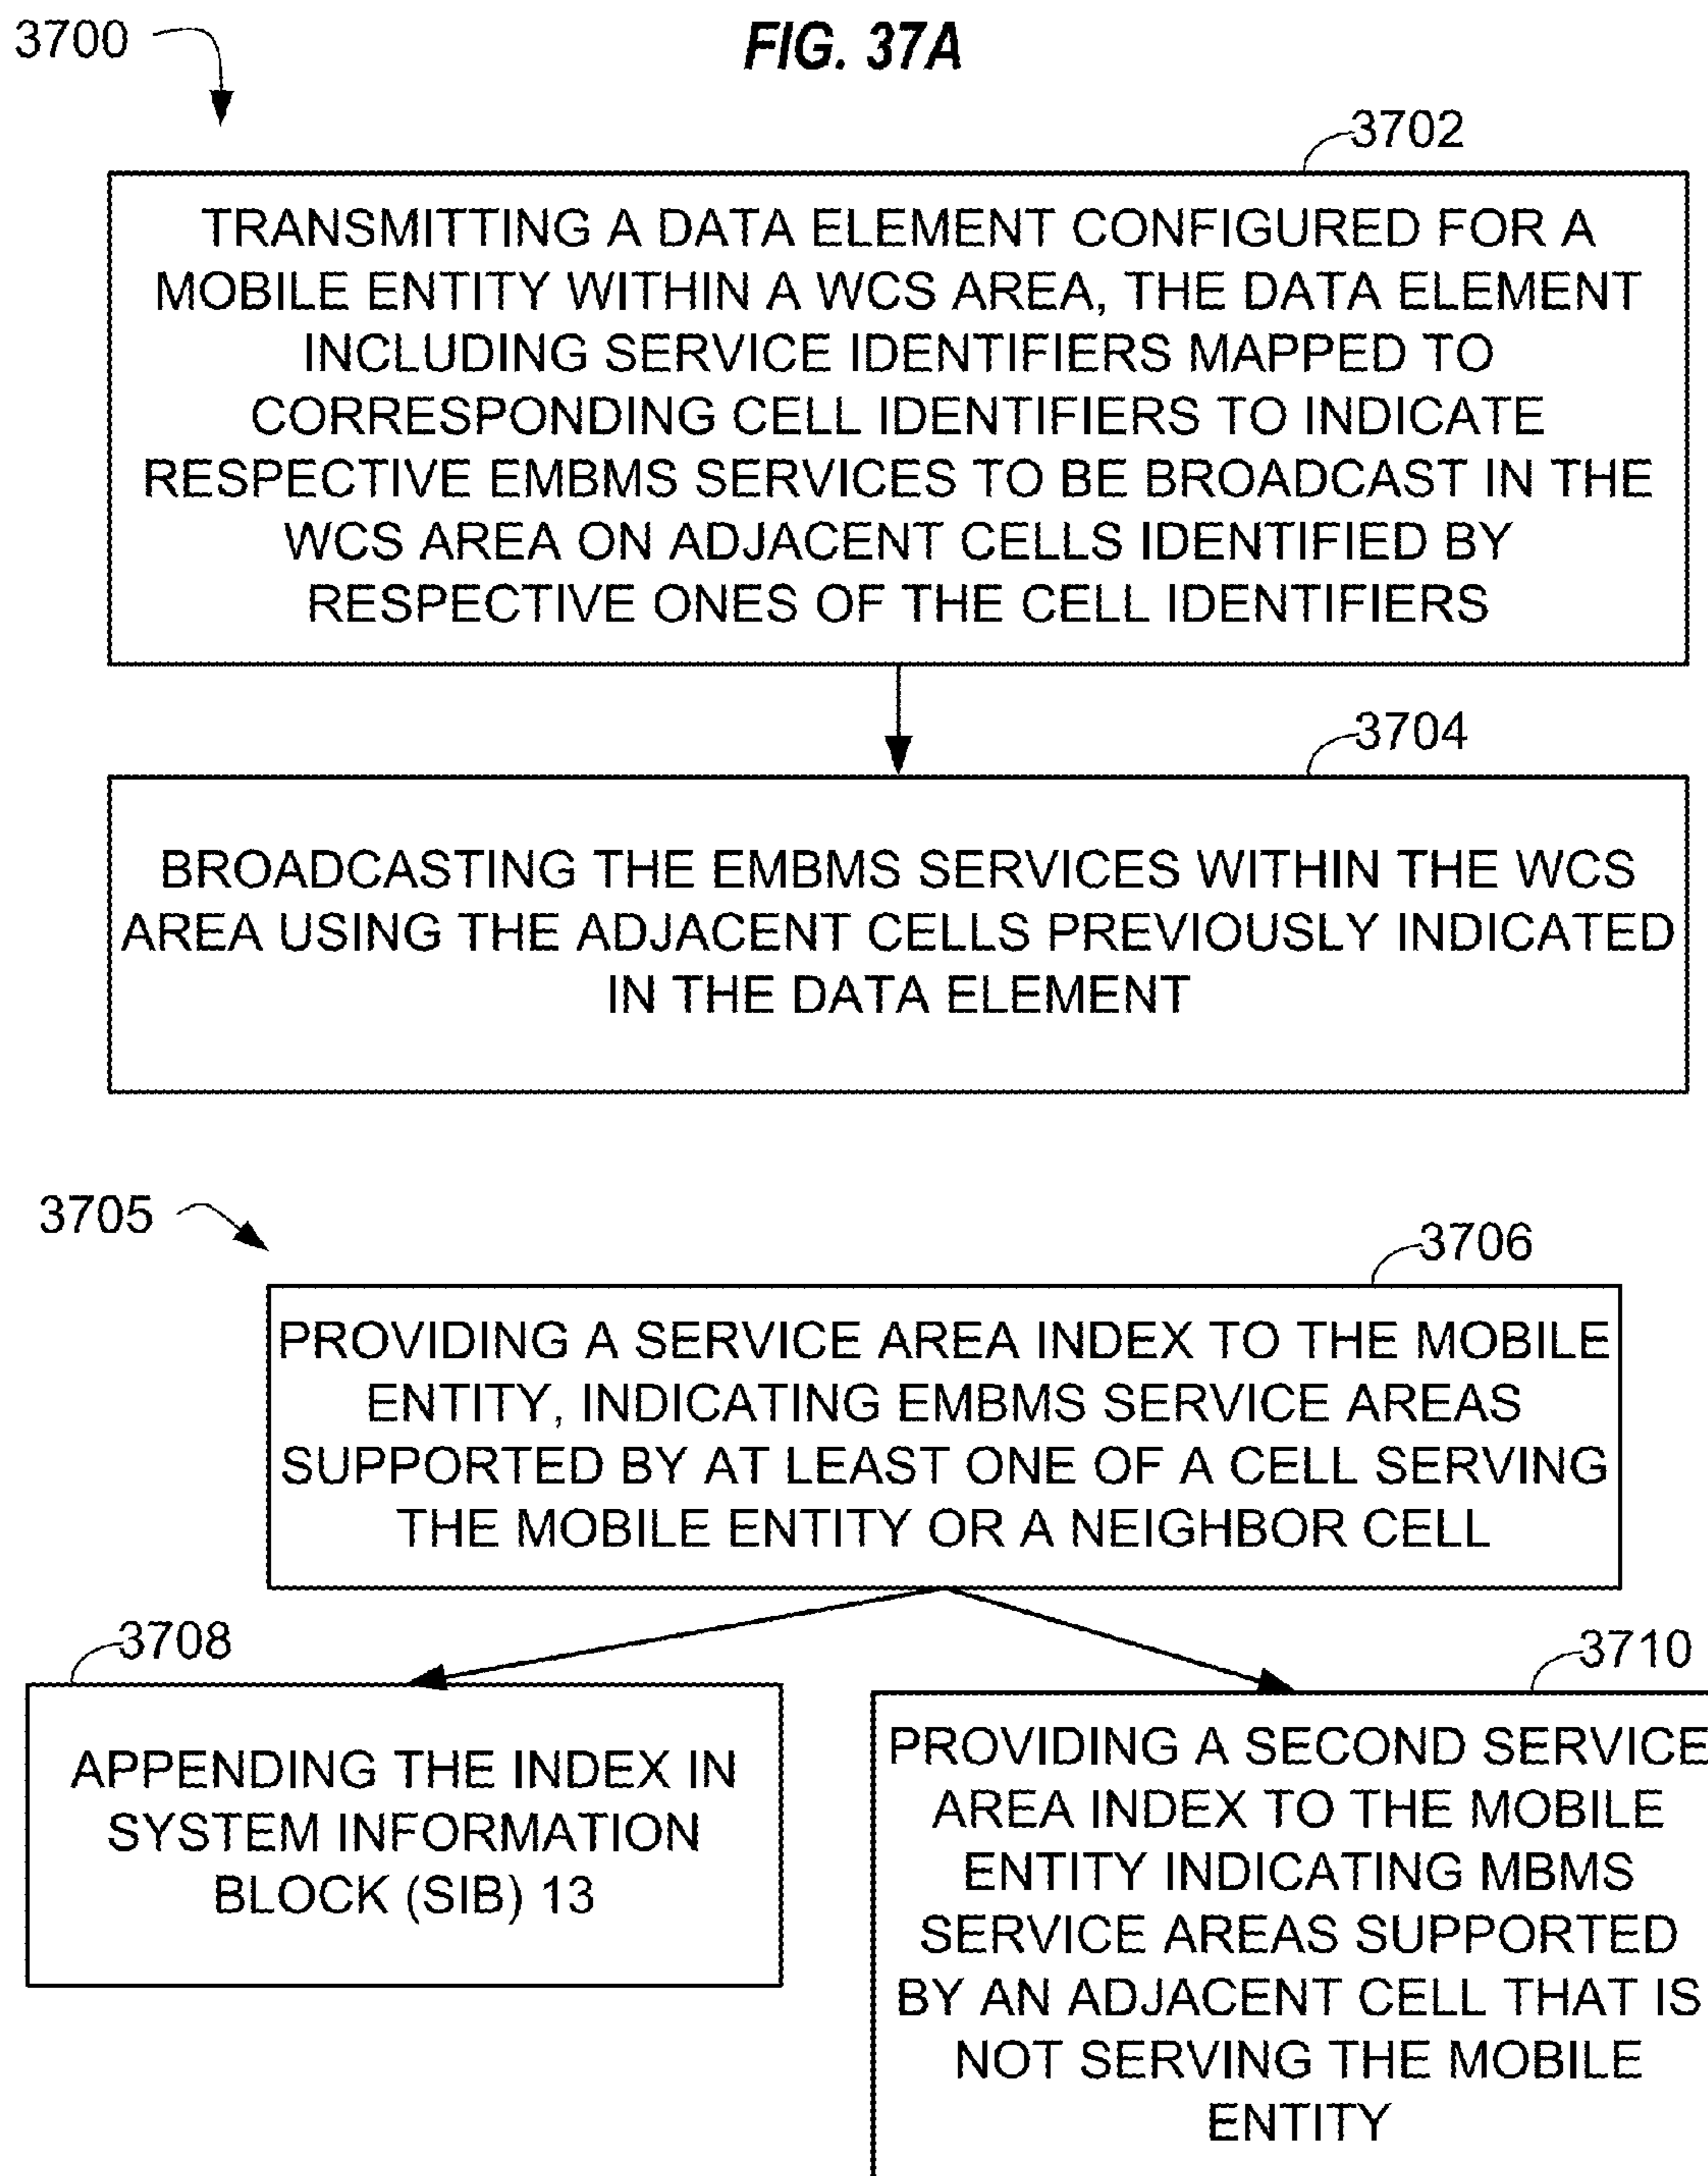 3700
FIG. 37A
3702
TRANSMITTING A DATA ELEMENT CONFIGURED FOR A
MOBILE ENTITY WITHIN A WCS AREA, THE DATA ELEMENT
INCLUDING SERVICE IDENTIFIERS MAPPED TO
CORRESPONDING CELL IDENTIFIERS TO INDICATE
RESPECTIVE EMBMS SERVICES TO BE BROADCAST IN THE
WCS AREA ON ADJACENT CELLS IDENTIFIED BY
RESPECTIVE ONES OF THE CELL IDENTIFIERS
3704
BROADCASTING THE EMBMS SERVICES WITHIN THE WCS
AREA USING THE ADJACENT CELLS PREVIOUSLY INDICATED
IN THE DATA ELEMENT
3705
3706
PROVIDING A SERVICE AREA INDEX TO THE MOBILE
ENTITY, INDICATING EMBMS SERVICE AREAS
SUPPORTED BY AT LEAST ONE OF A CELL SERVING
THE MOBILE ENTITY OR A NEIGHBOR CELL
3708
APPENDING THE INDEX IN
SYSTEM INFORMATION
BLOCK (SIB) 13
3710
PROVIDING A SECOND SERVICE
AREA INDEX TO THE MOBILE
ENTITY INDICATING MBMS
SERVICE AREAS SUPPORTED
BY AN ADJACENT CELL THAT IS
NOT SERVING THE MOBILE
ENTITY